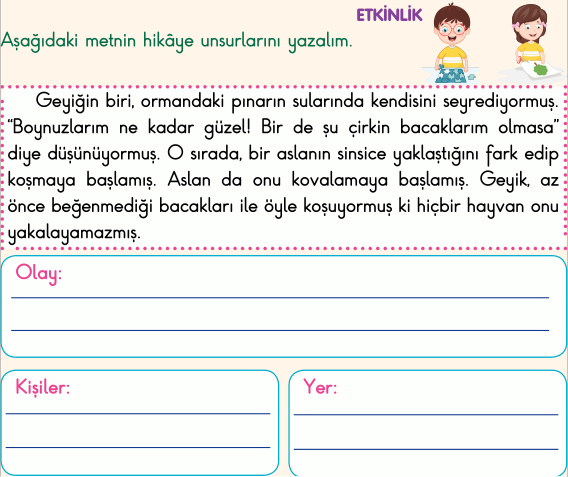 ETKİNLİK
Aşağıdaki metnin hikâye unsurlarını yazalım.
Geyiğin biri, ormandaki pınarın sularında kendisini seyrediyormuş.
“Boynuzlarım ne kadar güzel! Bir de şu çirkin bacaklarım olmasa”
diye düşünüyormuş. O sırada, bir aslanın sinsice yaklaştığını fark edip
koşmaya başlamış. Aslan da onu kovalamaya başlamış. Geyik, az
önce beğenmediği bacakları ile öyle koşuyormuş ki hiçbir hayvan onu
yakalayamazmış.
Olay:
Kişiler:
Yer: